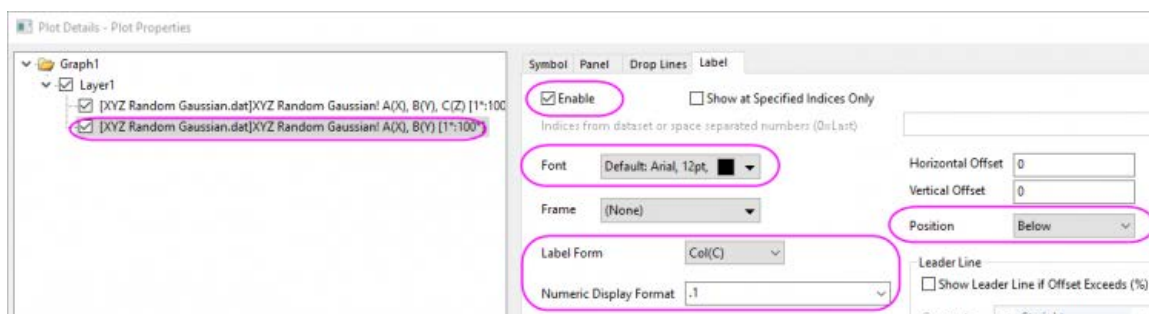 Plot Details - Plot Properties
Graph1
Layer1
[XYZ Random Gaussian.dat]XYZ Random Gaussian! A(X), B(Y), C(Z) [1*:100
[XYZ Random Gaussian.dat]XYZ Random Gaussian! A(X), B(Y) [1*:100*]
Symbol Panel Drop Lines Label
Enable Show at Specified Indices Only
Indices from dataset or space separated numbers (0=Last)
Font Default: Arial, 12pt,
Horizontal Offset 0
Vertical Offset 0
Frame (None)
Position Below
Label Form Col(C)
Leader Line
Show Leader Line if Offset Exceeds (%)
Numeric Display Format .1